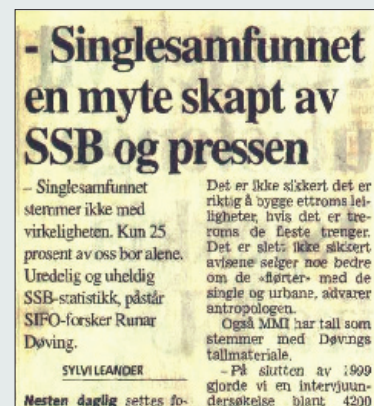 - Singlesamfunnet
en myte skapt av
SSB og pressen
– Singlesamfunnet
stemmer ikke med
virkeligheten. Kun 25
prosent av oss bor alene.
Uredelig og uheldig
SSB-statistikk, påstår
SIFO-forsker Runar
Døving.
SYLVI LEANDER
Nesten daglig settes fo-
Det er ikke sikkert det er
riktig å bygge ettroms lei-
ligheter, hvis det er tre-
roms de fleste trenger.
Det er slett ikke sikkert
avisene selger noe bedre
om de «flørter» med de
single og urbane, advarer
antropologen.
Også MMI har tall som
stemmer med Døvings
tallmateriale.
– På slutten av 1999
gjorde vi en intervjuun-
dersøkelse blant 4200